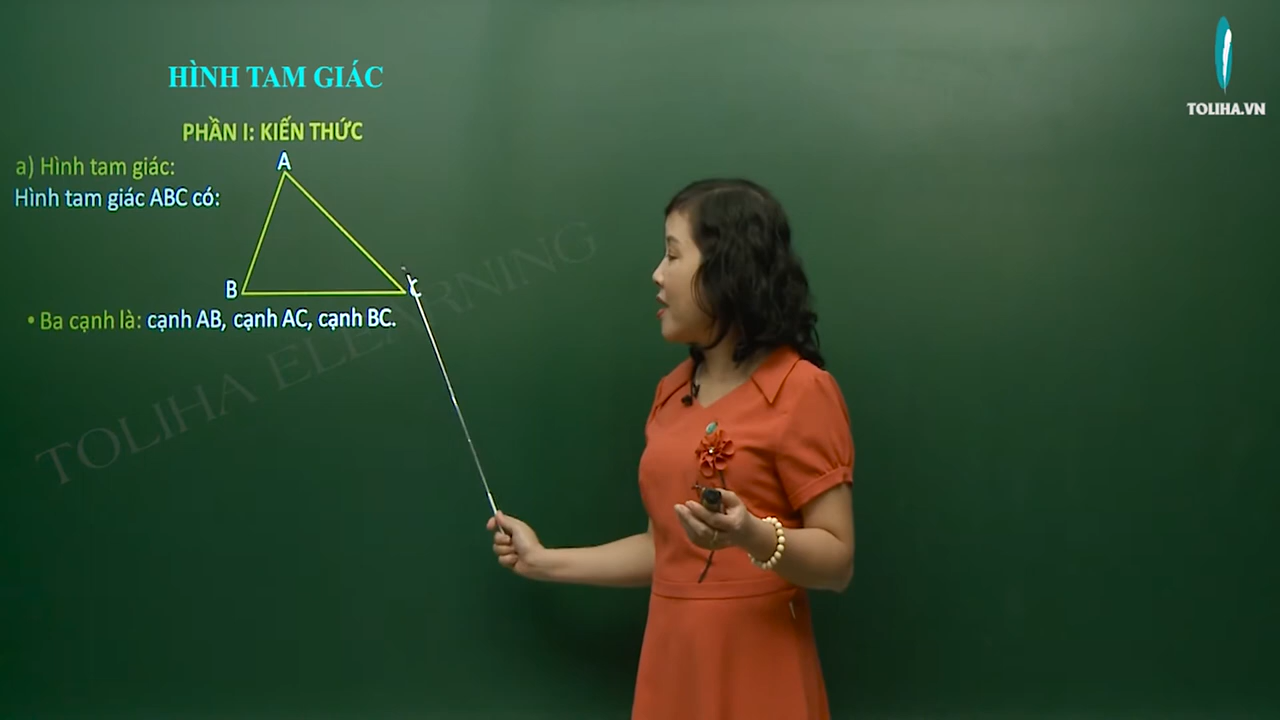 HÌNH TAM GIÁC
TOLIHA.VN
PHẦN I: KIẾN THỨC
a) Hình tam giác:
Hình tam giác ABC có:
A
B
C
• Ba cạnh là: cạnh AB, cạnh AC, cạnh BC.
TOLIHA ELEARNING